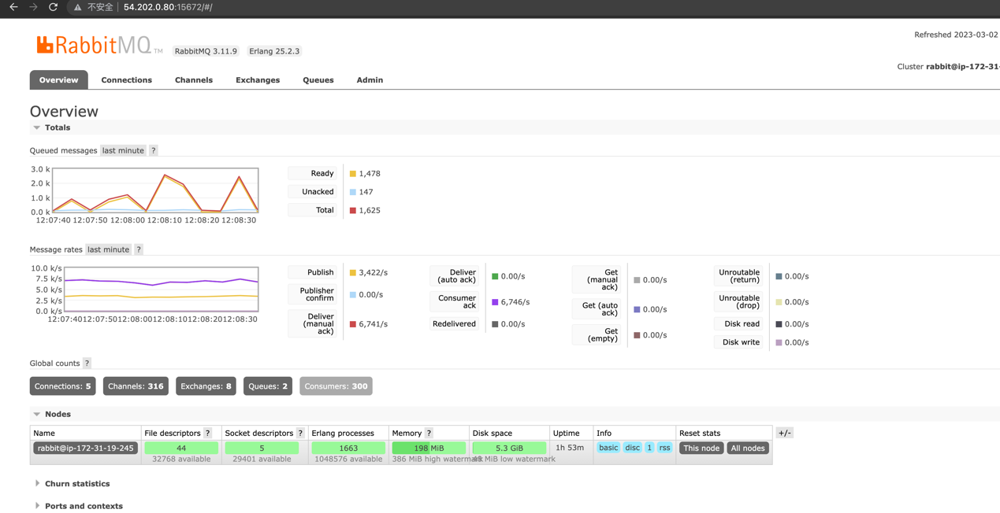 不安全 54.202.0.80:15672/#/
RabbitMQ TM RabbitMQ 3.11.9 Erlang 25.2.3
Refreshed 2023-03-02
Cluster rabbit@ip-172-31-
Overview Connections Channels Exchanges Queues Admin
Overview
Totals
Queued messages last minute ?
3.0 k
2.0 k
1.0 k
0.0 k
12:07:40 12:07:50 12:08:00 12:08:10 12:08:20 12:08:30
Ready 1,478
Unacked 147
Total 1,625
Message rates last minute ?
10.0 k/s
7.5 k/s
5.0 k/s
2.5 k/s
0.0 k/s
12:07:40 12:07:50 12:08:00 12:08:10 12:08:20 12:08:30
Publish 3,422/s
Publisher
confirm 0.00/s
Deliver
(manual
ack) 6,741/s
Deliver
(auto ack) 0.00/s
Consumer
ack 6,746/s
Redelivered 0.00/s
Get
(manual
ack) 0.00/s
Get (auto
ack) 0.00/s
Get
(empty) 0.00/s
Unroutable
(return) 0.00/s
Unroutable
(drop) 0.00/s
Disk read 0.00/s
Disk write 0.00/s
Global counts ?
Connections: 5 Channels: 316 Exchanges: 8 Queues: 2 Consumers: 300
Nodes
Name File descriptors ? Socket descriptors ? Erlang processes Memory ? Disk space Uptime Info Reset stats +/-
rabbit@ip-172-31-19-245 44 5 1663 198 MiB 5.3 GiB 1h 53m basic disc 1 rss This node All nodes
32768 available 29401 available 1048576 available 386 MiB high watermark MiB low watermark
Churn statistics
Ports and contexts